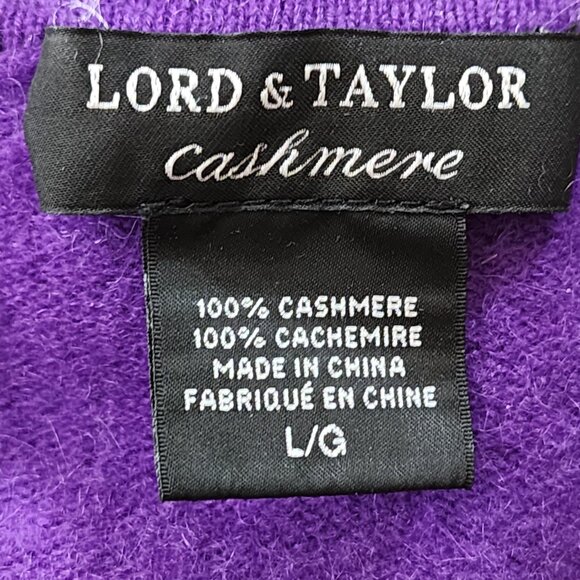 LORD & TAYLOR
cashmere
100% CASHMERE
100% CACHEMIRE
MADE IN CHINA
FABRIQUÉ EN CHINE
L/G